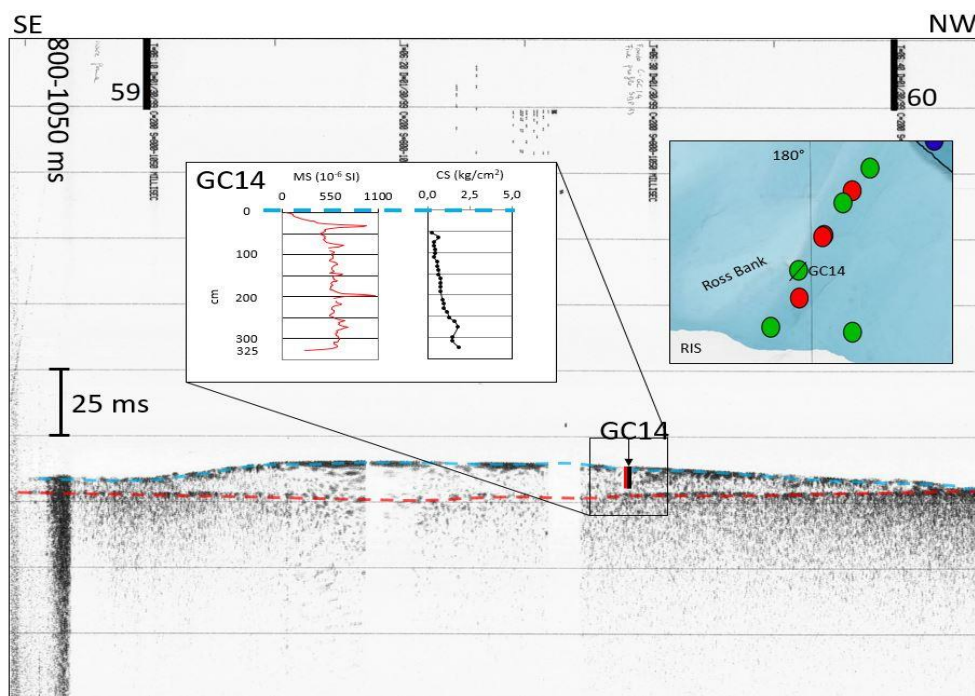 SE
NW
800-1050 ms
59
60
180°
GC14
MS (10⁻⁶ SI)
CS (kg/cm²)
0
550
1100
0,0
2,5
5,0
0
100
cm
200
300
325
GC14
Ross Bank
RIS
25 ms
GC14